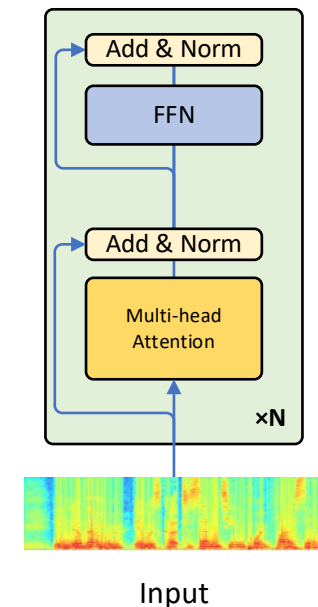 Add & Norm
FFN
Add & Norm
Multi-head
Attention
×N
Input